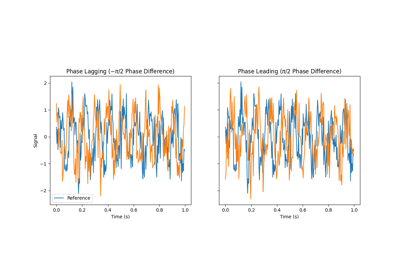 Phase Lagging (−π/2 Phase Difference)
Phase Leading (π/2 Phase Difference)
2
1
0
−1
−2
Signal
Reference
0.0 0.2 0.4 0.6 0.8 1.0
0.0 0.2 0.4 0.6 0.8 1.0
Time (s)
Time (s)